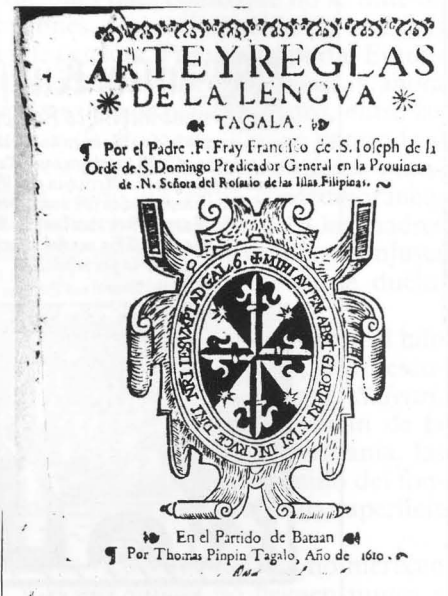 ARTE Y REGLAS
DE LA LENGVA
TAGALA.
¶ Por el Padre .F. Fray Francisco de .S. Ioseph de la
Ordē de .S. Domingo Predicador General en la Prouincia
de .N. Señora del Rosario de las Islas Filipinas.
✠ MIHI AVTEM ABSIT GLORIARI NISI IN CRVCE DNI NRI IESV XPI AD GAL. 6.
En el Partido de Bataan
¶ Por Thomas Pinpin Tagalo, Año de 1610.